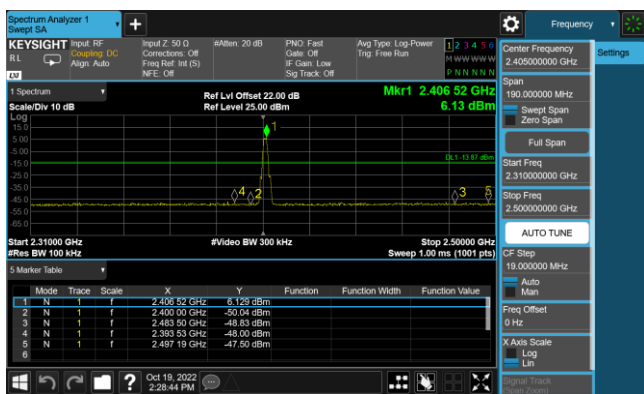 Spectrum Analyzer 1
Swept SA
+
Frequency
KEYSIGHT Input: RF
RL Coupling: DC
Align: Auto
Input Z: 50 Ω
Corrections: Off
Freq Ref: Int (S)
NFE: Off
#Atten: 20 dB
PNO: Fast
Gate: Off
IF Gain: Low
Sig Track: Off
Avg Type: Log-Power
Trig: Free Run
1 2 3 4 5 6
M W W W W W
P N N N N N
LXI
1 Spectrum
Scale/Div 10 dB
Ref Lvl Offset 22.00 dB
Ref Level 25.00 dBm
Mkr1 2.406 52 GHz
6.13 dBm
Log
15.0
5.00
-5.00
-15.0
-25.0
-35.0
-45.0
-55.0
-65.0
1
DL1 -13.87 dBm
4
2
3
5
Start 2.31000 GHz
#Res BW 100 kHz
#Video BW 300 kHz
Stop 2.50000 GHz
Sweep 1.00 ms (1001 pts)
5 Marker Table
Mode Trace Scale X Y Function Function Width Function Value
1 N 1 f 2.406 52 GHz 6.129 dBm
2 N 1 f 2.400 00 GHz -50.04 dBm
3 N 1 f 2.483 50 GHz -48.83 dBm
4 N 1 f 2.393 53 GHz -48.00 dBm
5 N 1 f 2.497 19 GHz -47.50 dBm
6
?
Oct 19, 2022
2:28:44 PM
Center Frequency
2.405000000 GHz
Settings
Span
190.000000 MHz
Swept Span
Zero Span
Full Span
Start Freq
2.310000000 GHz
Stop Freq
2.500000000 GHz
AUTO TUNE
CF Step
19.000000 MHz
Auto
Man
Freq Offset
0 Hz
X Axis Scale
Log
Lin
Signal Track
(Span Zoom)